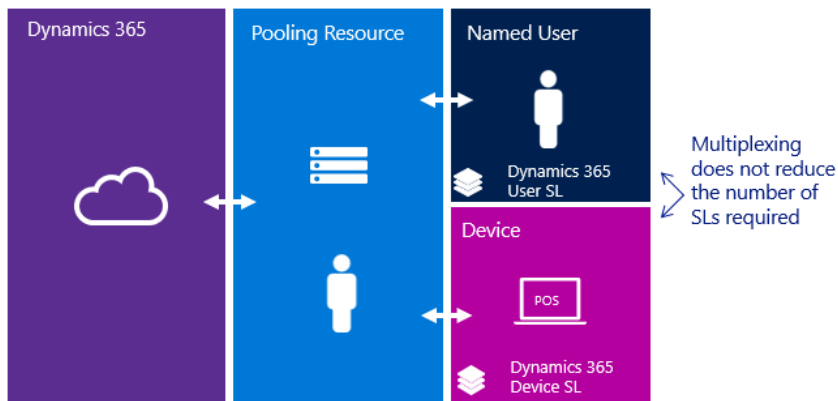 Dynamics 365
Pooling Resource
Named User
Dynamics 365
User SL
Device
POS
Dynamics 365
Device SL
Multiplexing
does not reduce
the number of
SLs required